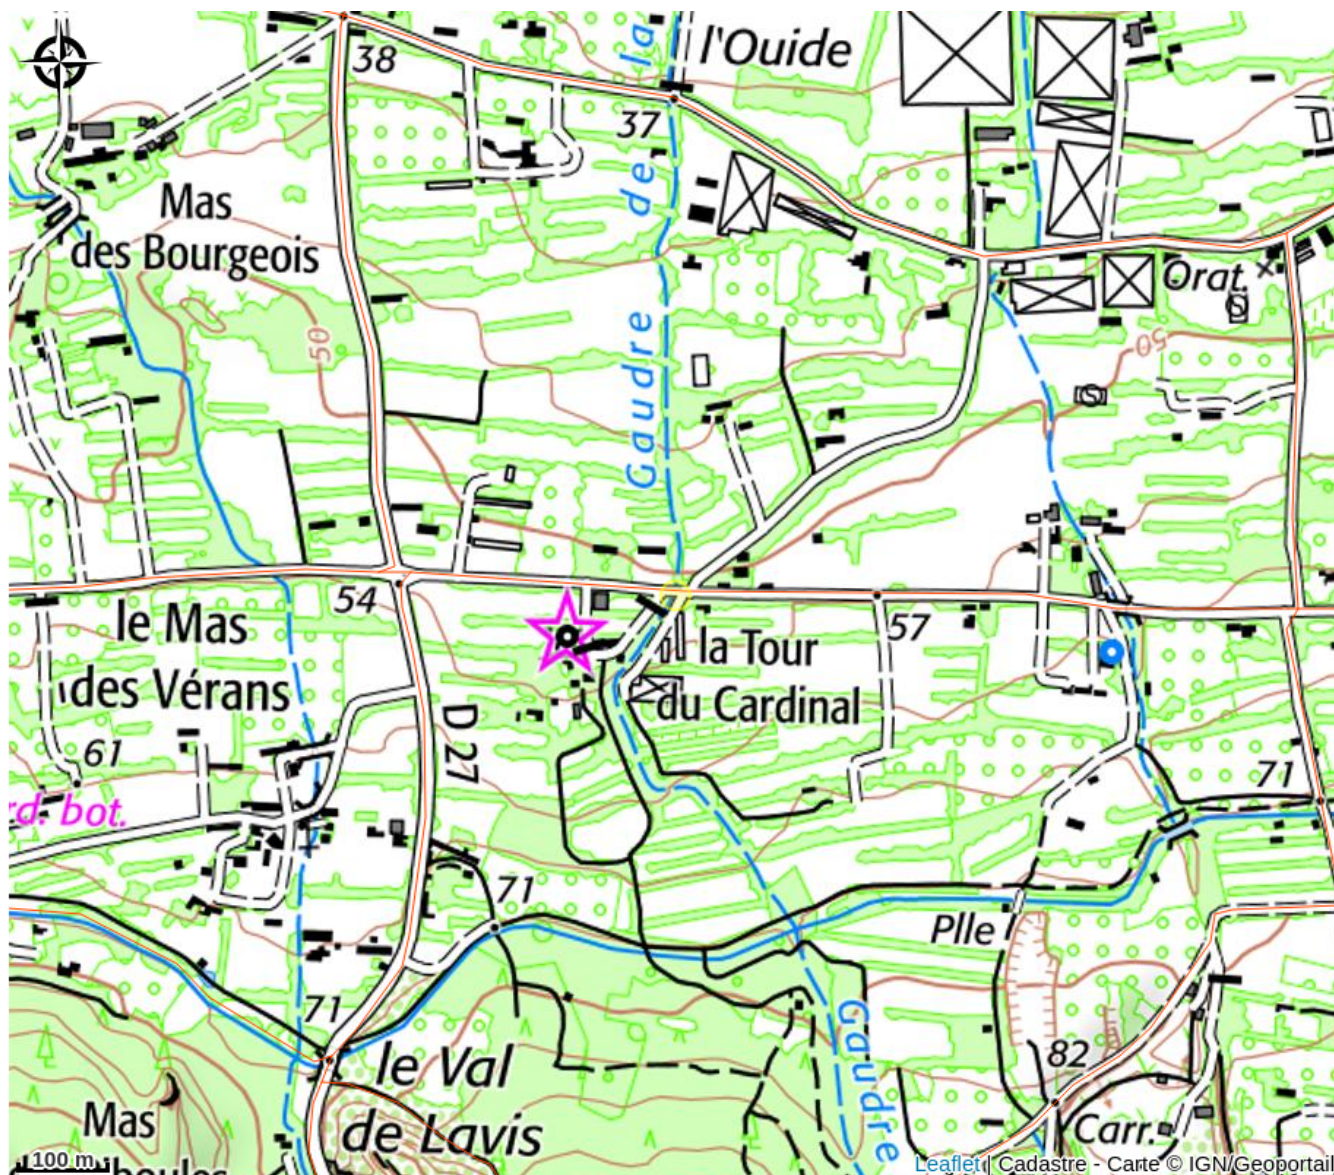 l'Ouide
38
37
Mas
des Bourgeois
Gaudre de la
Orat.
50
50
54
57
le Mas
des Vérans
la Tour
du Cardinal
D 27
61
rd. bot.
71
71
Plle
71
Gaudre
82
le Val
de Lavis
Mas
Carr.
100 m
Leaflet | Cadastre - Carte © IGN/Geoportail